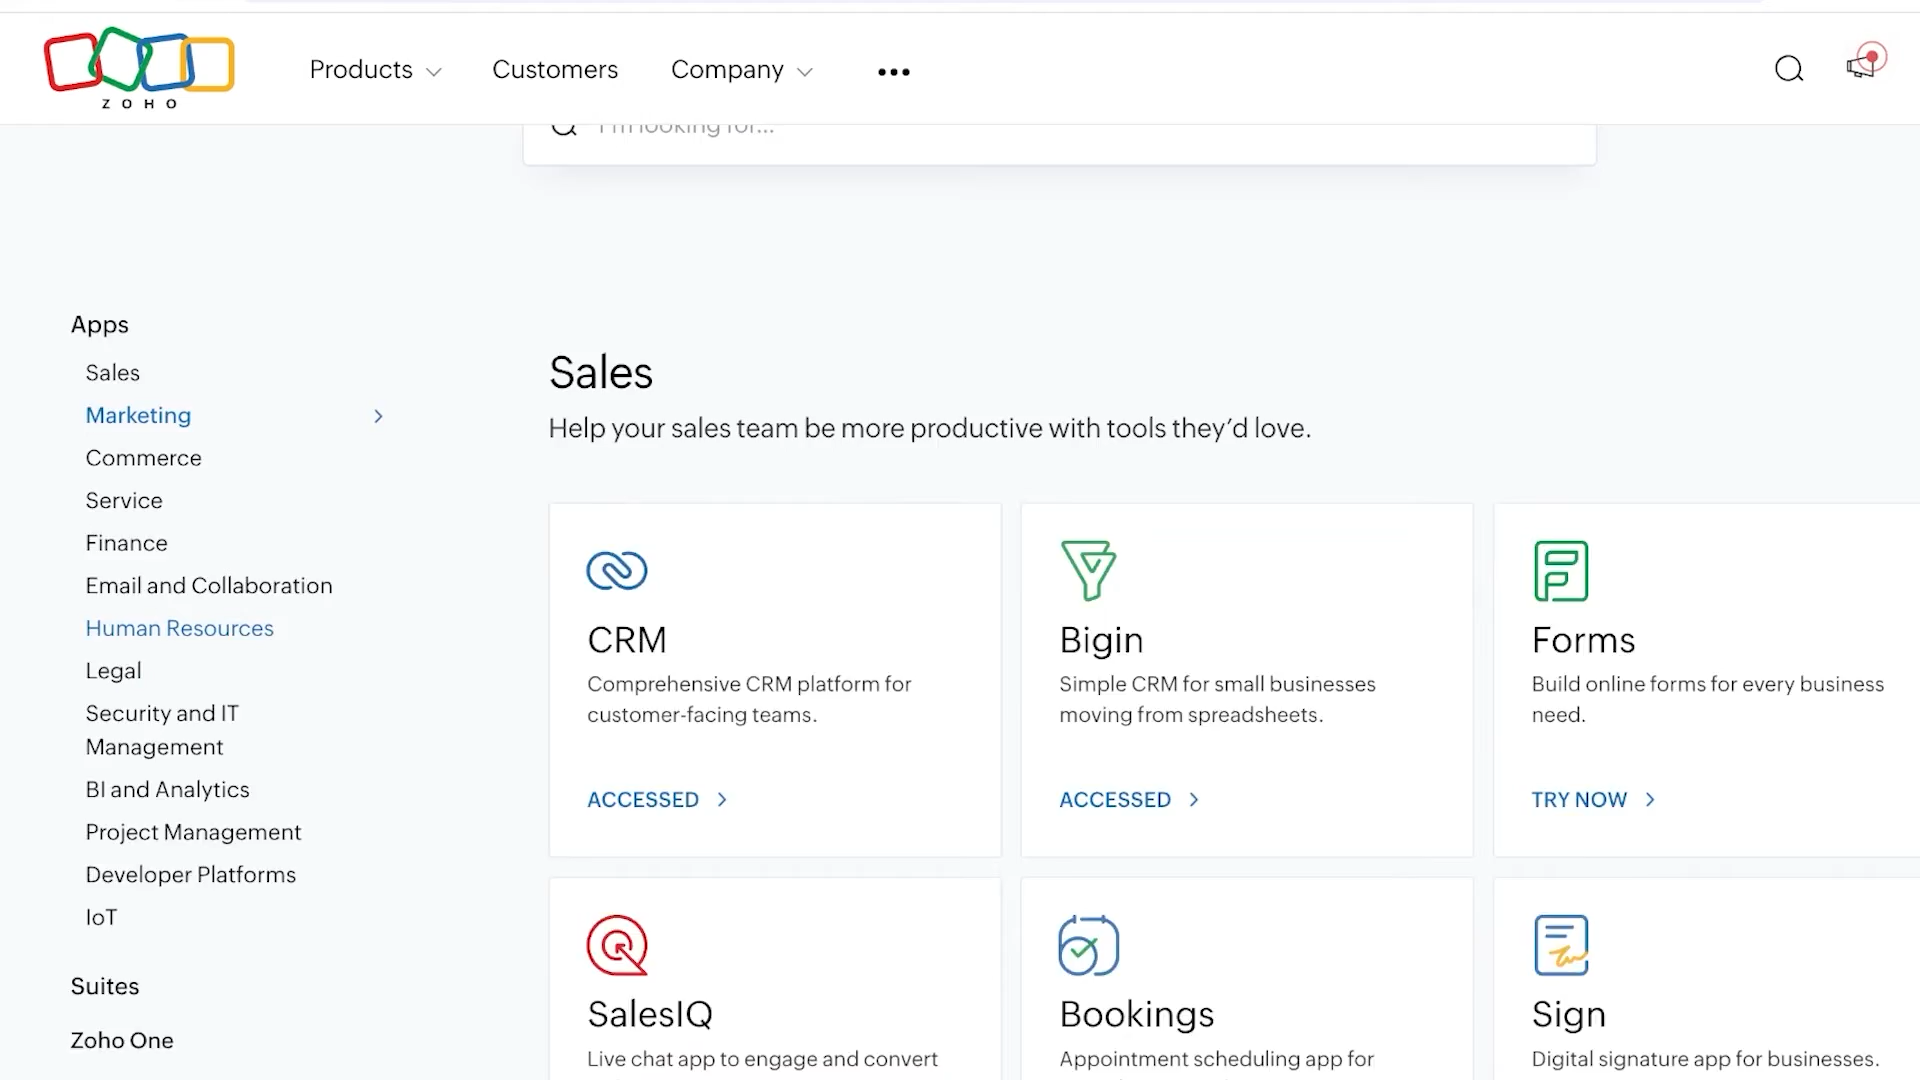 ZOHO
Products
Customers
Company
•••
I'm looking for...
Apps
Sales
Marketing
Commerce
Service
Finance
Email and Collaboration
Human Resources
Legal
Security and IT
Management
BI and Analytics
Project Management
Developer Platforms
IoT
Suites
Zoho One
Sales
Help your sales team be more productive with tools they’d love.
CRM
Comprehensive CRM platform for
customer-facing teams.
ACCESSED
Bigin
Simple CRM for small businesses
moving from spreadsheets.
ACCESSED
Forms
Build online forms for every business
need.
TRY NOW
SalesIQ
Live chat app to engage and convert
Bookings
Appointment scheduling app for
Sign
Digital signature app for businesses.